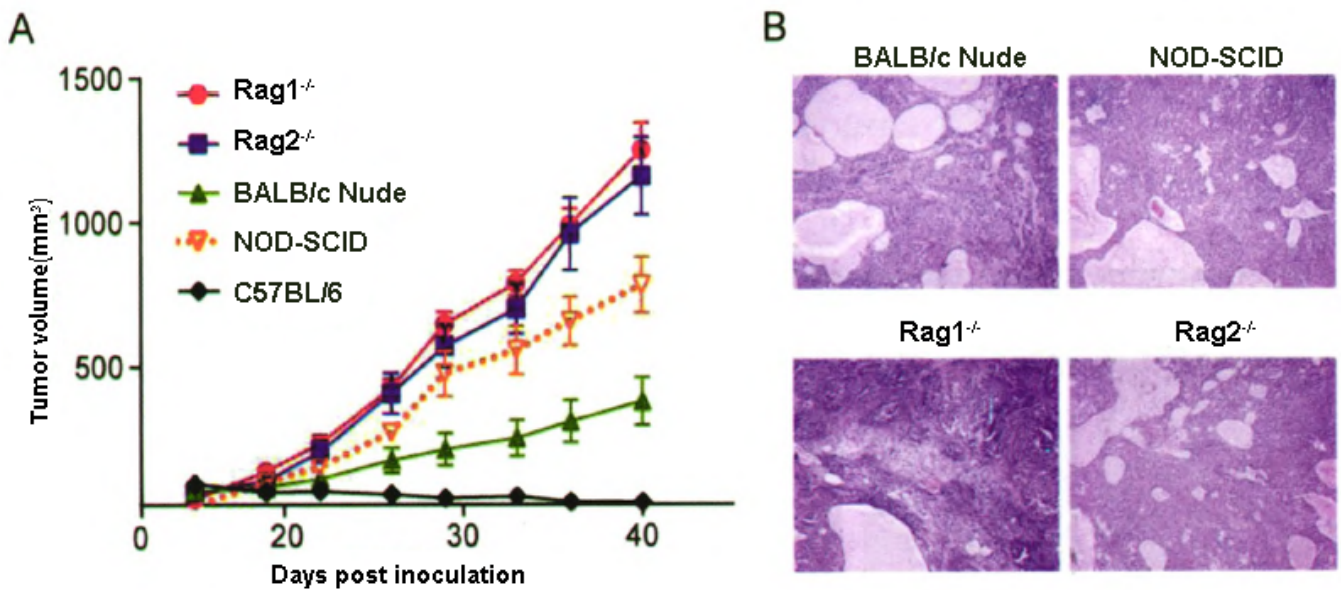 A
1500
1000
500
Tumor volume(mm³)
Rag1-/-
Rag2-/-
BALB/c Nude
NOD-SCID
C57BL/6
0 20 30 40
Days post inoculation
B
BALB/c Nude NOD-SCID
Rag1-/- Rag2-/-